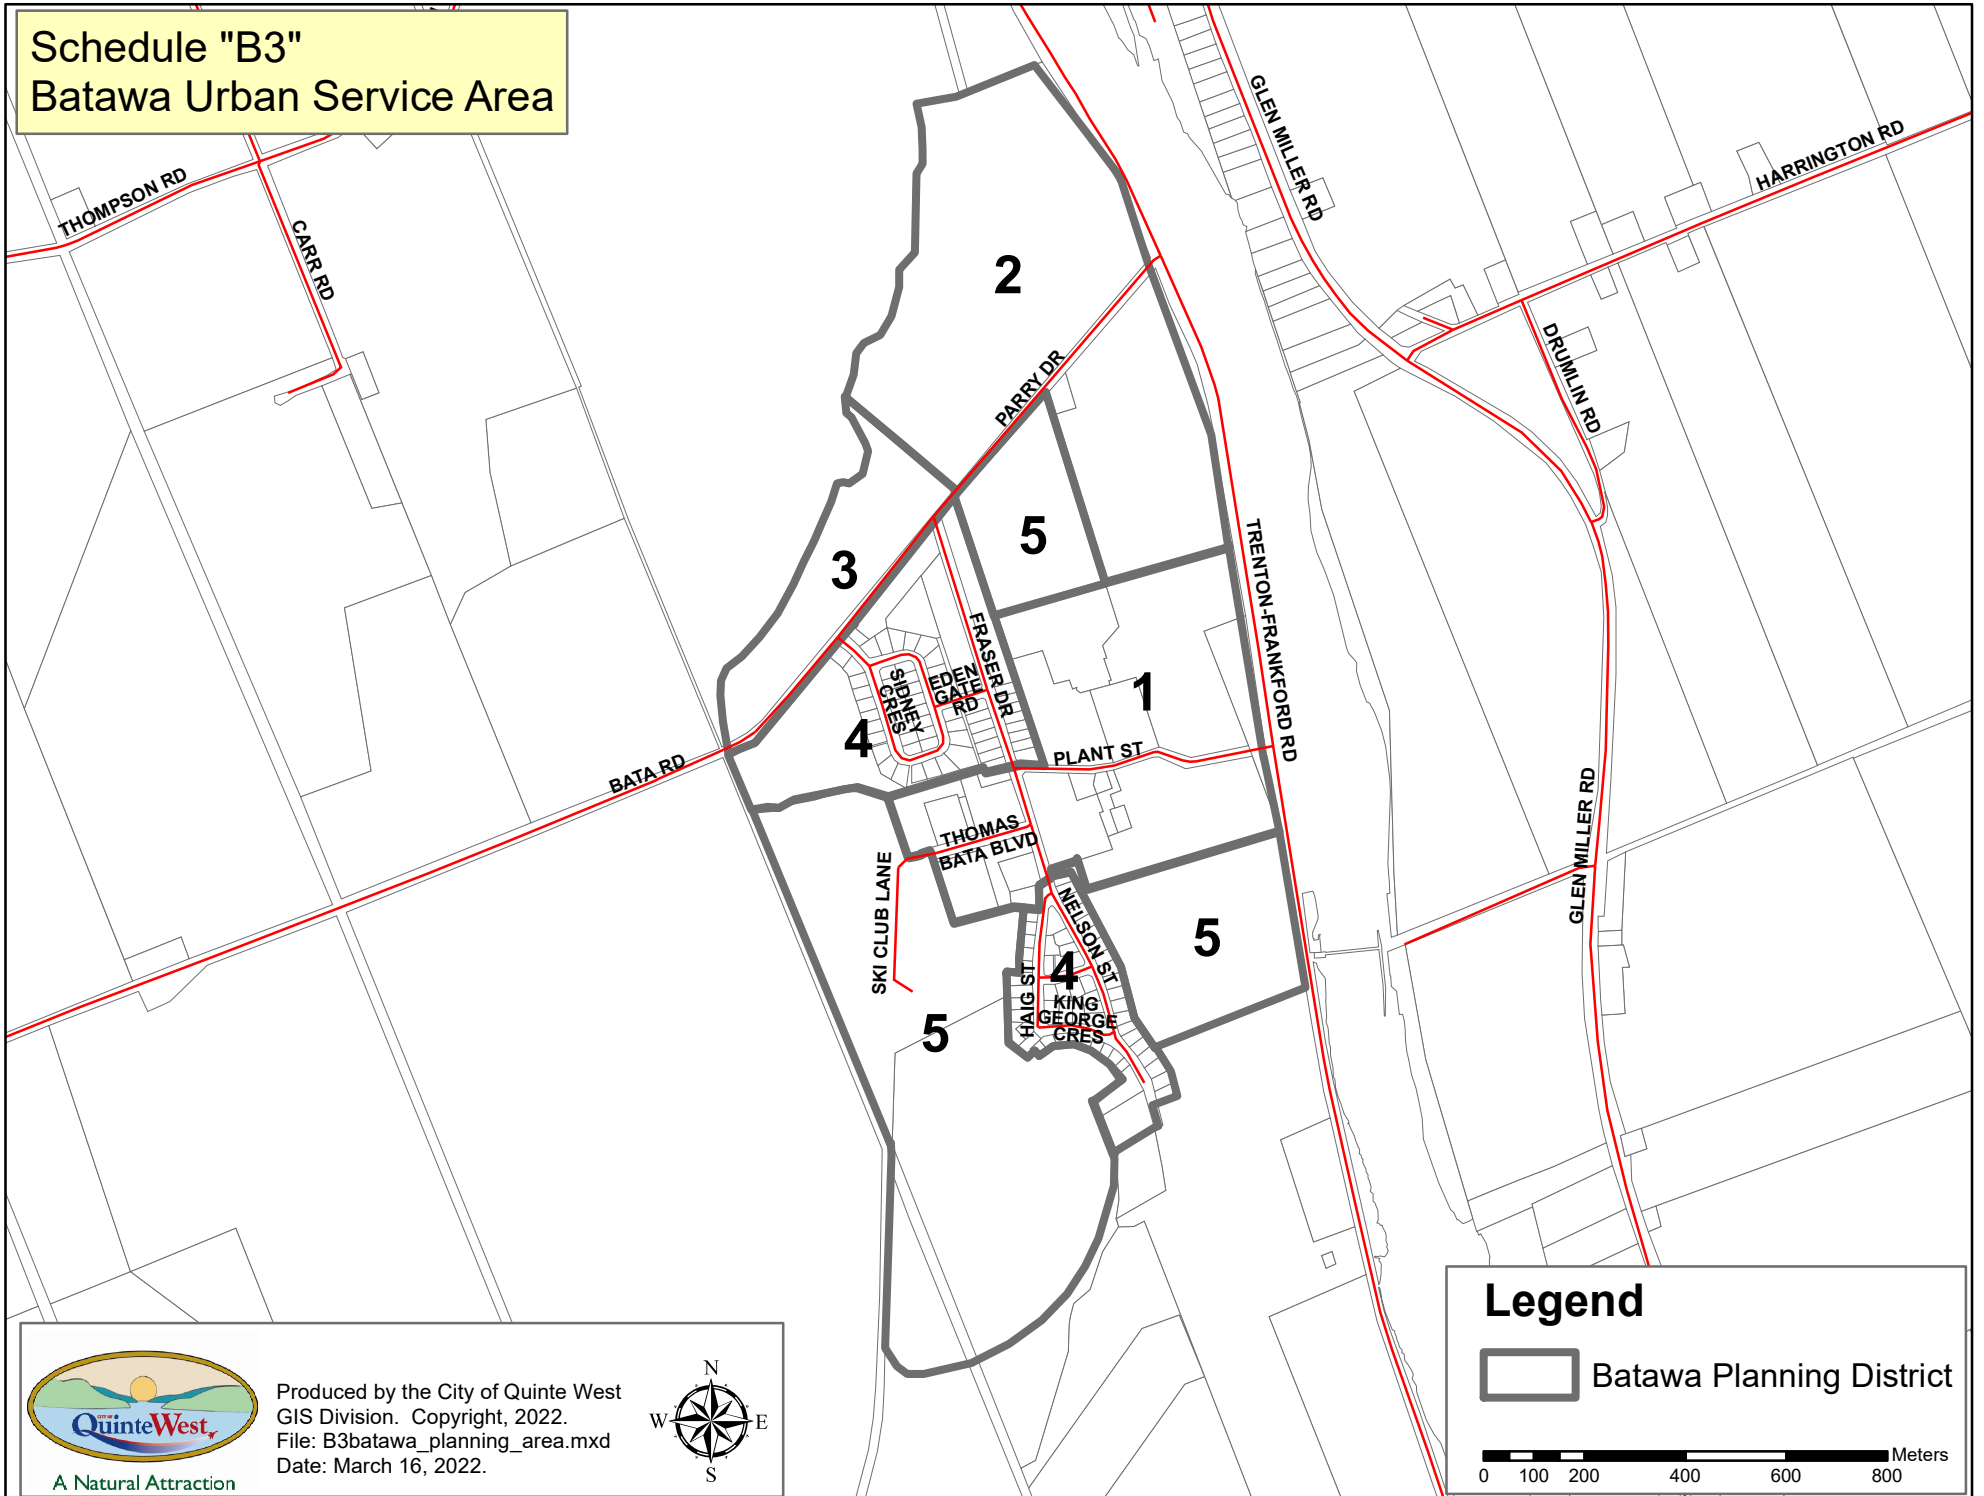 Schedule "B3"
Batawa Urban Service Area
THOMPSON RD
CARR RD
GLEN MILLER RD
HARRINGTON RD
DRUMLIN RD
2
PARRY DR
5
3
TRENTON-FRANKFORD RD
FRASER DR
SIDNEY
CRES
EDEN
GATE
RD
1
4
PLANT ST
BATA RD
THOMAS
BATA BLVD
SKI CLUB LANE
GLEN MILLER RD
NELSON ST
5
4
HAIG ST
KING
GEORGE
CRES
5
Legend
Batawa Planning District
Meters
0 100 200 400 600 800
CITY OF
QuinteWest
A Natural Attraction
Produced by the City of Quinte West
GIS Division. Copyright, 2022.
File: B3batawa_planning_area.mxd
Date: March 16, 2022.
N
W E
S